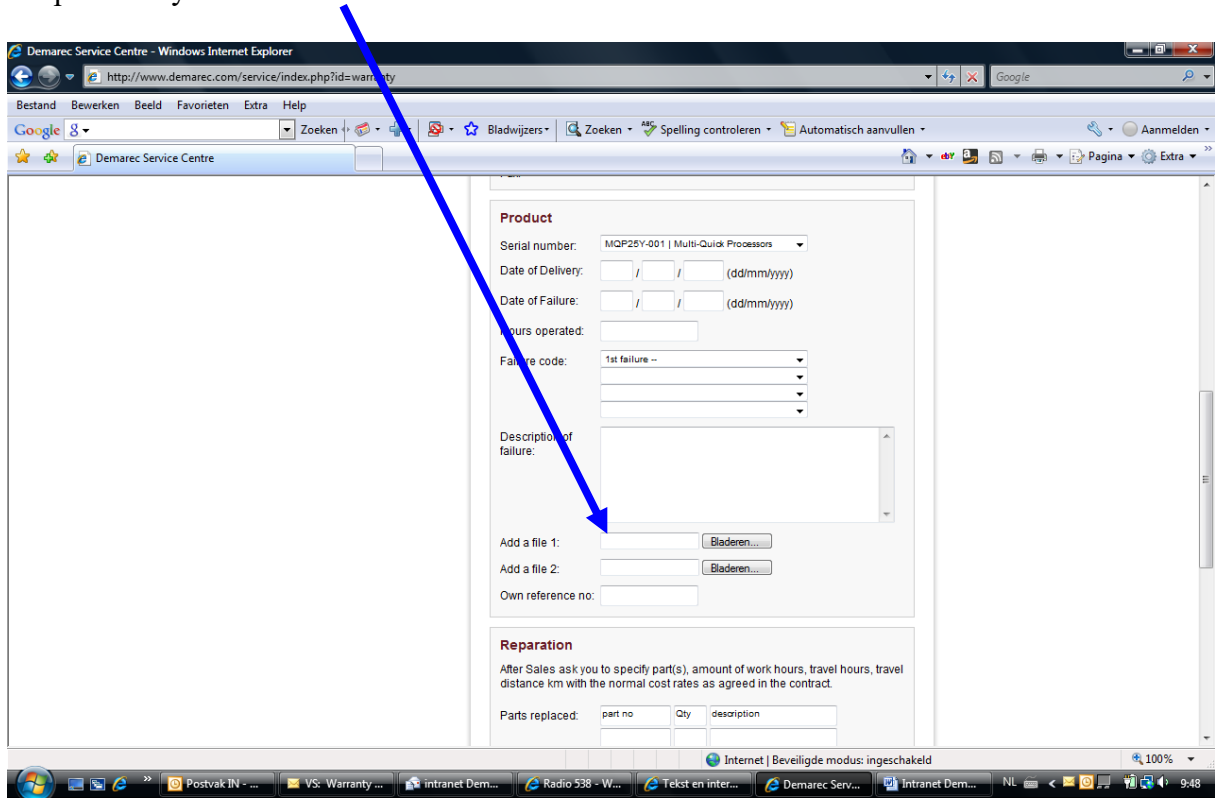 Demarec Service Centre - Windows Internet Explorer
http://www.demarec.com/service/index.php?id=warranty
Google
Bestand Bewerken Beeld Favorieten Extra Help
Google Zoeken Bladwijzers Zoeken Spelling controleren Automatisch aanvullen Aanmelden
Demarec Service Centre Pagina Extra
Product
Serial number: MQP25Y-001 | Multi-Quick Processors
Date of Delivery: / / (dd/mm/yyyy)
Date of Failure: / / (dd/mm/yyyy)
Hours operated:
Failure code: 1st failure --
Description of
failure:
Add a file 1: Bladeren...
Add a file 2: Bladeren...
Own reference no:
Reparation
After Sales ask you to specify part(s), amount of work hours, travel hours, travel
distance km with the normal cost rates as agreed in the contract.
Parts replaced: part no Qty description
Internet | Beveiligde modus: ingeschakeld 100%
Postvak IN - ... VS: Warranty ... intranet Dem... Radio 538 - W... Tekst en inter... Demarec Serv... Intranet Dem... NL 9:48